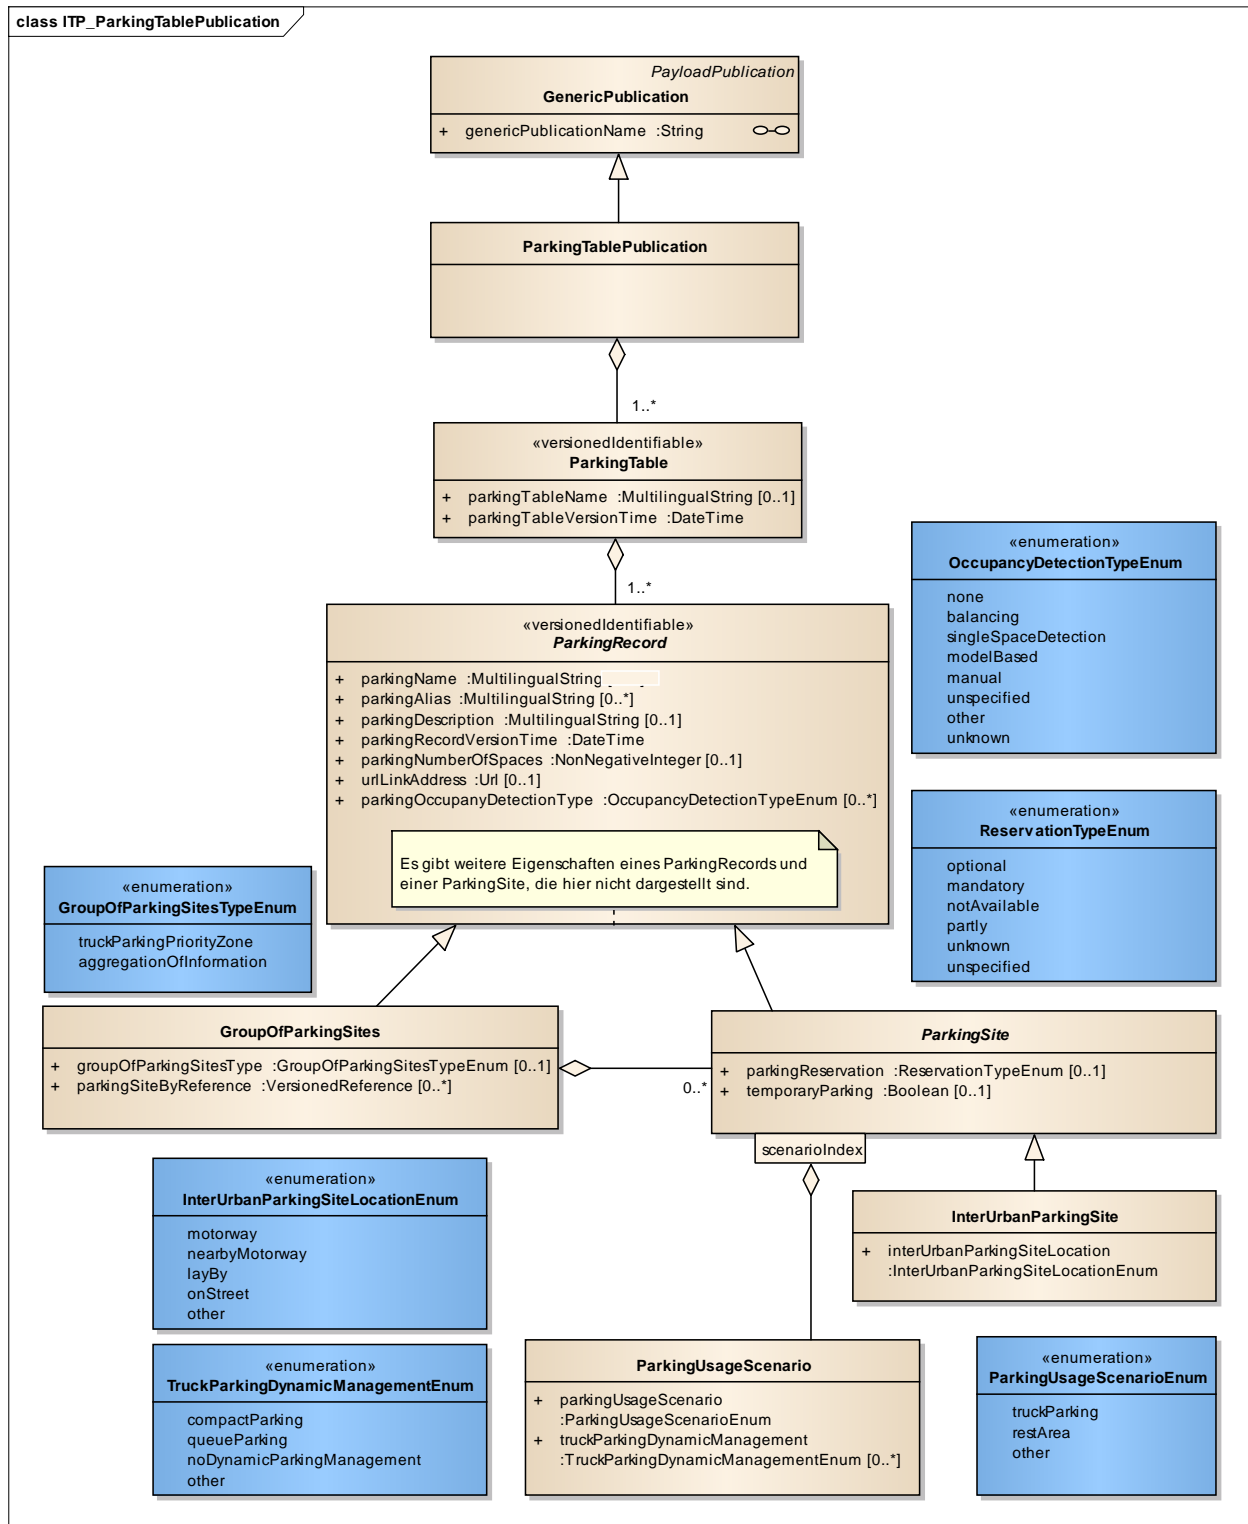 class ITP_ParkingTablePublication
PayloadPublication
GenericPublication
+ genericPublicationName :String
ParkingTablePublication
1..*
«versionedIdentifiable»
ParkingTable
+ parkingTableName :MultilingualString [0..1]
+ parkingTableVersionTime :DateTime
1..*
«versionedIdentifiable»
ParkingRecord
+ parkingName :MultilingualString
+ parkingAlias :MultilingualString [0..*]
+ parkingDescription :MultilingualString [0..1]
+ parkingRecordVersionTime :DateTime
+ parkingNumberOfSpaces :NonNegativeInteger [0..1]
+ urlLinkAddress :Url [0..1]
+ parkingOccupanyDetectionType :OccupancyDetectionTypeEnum [0..*]
Es gibt weitere Eigenschaften eines ParkingRecords und
einer ParkingSite, die hier nicht dargestellt sind.
«enumeration»
OccupancyDetectionTypeEnum
none
balancing
singleSpaceDetection
modelBased
manual
unspecified
other
unknown
«enumeration»
ReservationTypeEnum
optional
mandatory
notAvailable
partly
unknown
unspecified
«enumeration»
GroupOfParkingSitesTypeEnum
truckParkingPriorityZone
aggregationOfInformation
GroupOfParkingSites
+ groupOfParkingSitesType :GroupOfParkingSitesTypeEnum [0..1]
+ parkingSiteByReference :VersionedReference [0..*]
0..*
ParkingSite
+ parkingReservation :ReservationTypeEnum [0..1]
+ temporaryParking :Boolean [0..1]
scenarioIndex
«enumeration»
InterUrbanParkingSiteLocationEnum
motorway
nearbyMotorway
layBy
onStreet
other
InterUrbanParkingSite
+ interUrbanParkingSiteLocation
:InterUrbanParkingSiteLocationEnum
«enumeration»
TruckParkingDynamicManagementEnum
compactParking
queueParking
noDynamicParkingManagement
other
ParkingUsageScenario
+ parkingUsageScenario
:ParkingUsageScenarioEnum
+ truckParkingDynamicManagement
:TruckParkingDynamicManagementEnum [0..*]
«enumeration»
ParkingUsageScenarioEnum
truckParking
restArea
other